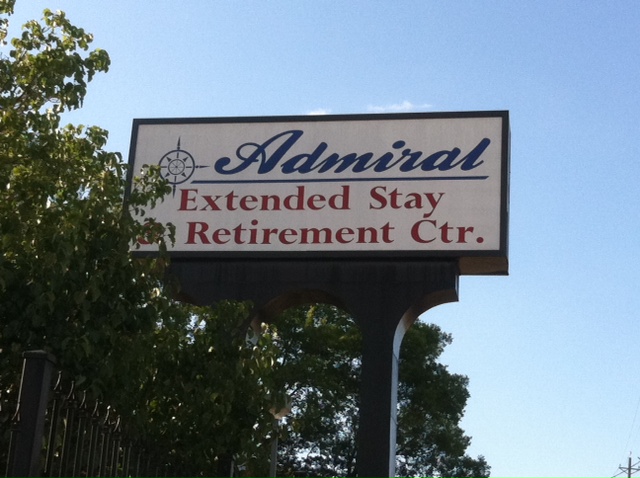 Admiral
Extended Stay
Retirement Ctr.